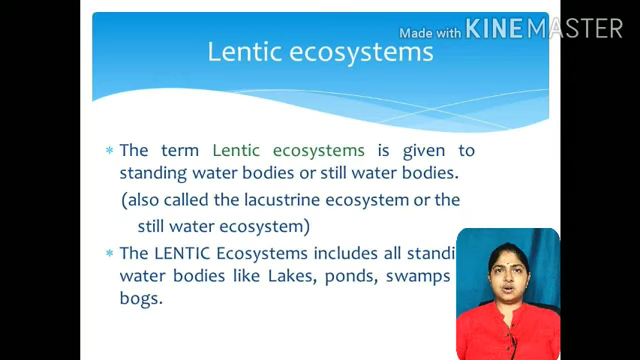 Made with KINEMASTER
Lentic ecosystems
* The term Lentic ecosystems is given to
standing water bodies or still water bodies.
(also called the lacustrine ecosystem or the
still water ecosystem)
* The LENTIC Ecosystems includes all standi
water bodies like Lakes, ponds, swamps
bogs.